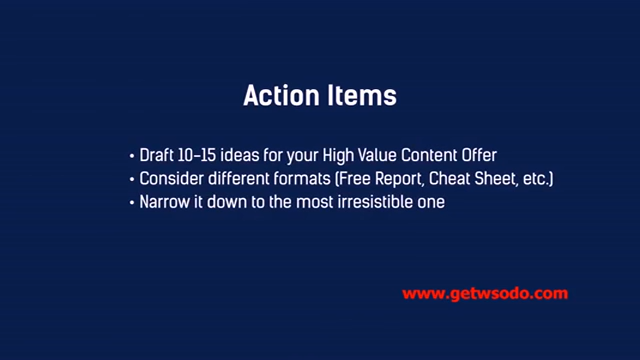 Action Items
• Draft 10-15 ideas for your High Value Content Offer
• Consider different formats (Free Report, Cheat Sheet, etc.)
• Narrow it down to the most irresistible one
www.getwsodo.com